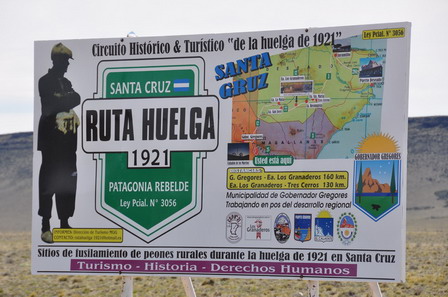 Ley Pcial. N° 3056
Circuito Histórico & Turístico "de la huelga de 1921"
SANTA CRUZ
RUTA HUELGA
1921
PATAGONIA REBELDE
Ley Pcial. N° 3056
SANTA
CRUZ
Está aquí
GOBERNADOR GREGORES
DISTANCIAS
G. Gregores - Ea. Los Granaderos 160 km.
Ea. Los Granaderos - Tres Cerros 130 km.
Municipalidad de Gobernador Gregores
Trabajando en pos del desarrollo regional
Sitios de fusilamiento de peones rurales durante la huelga de 1921 en Santa Cruz
Turismo - Historia - Derechos Humanos